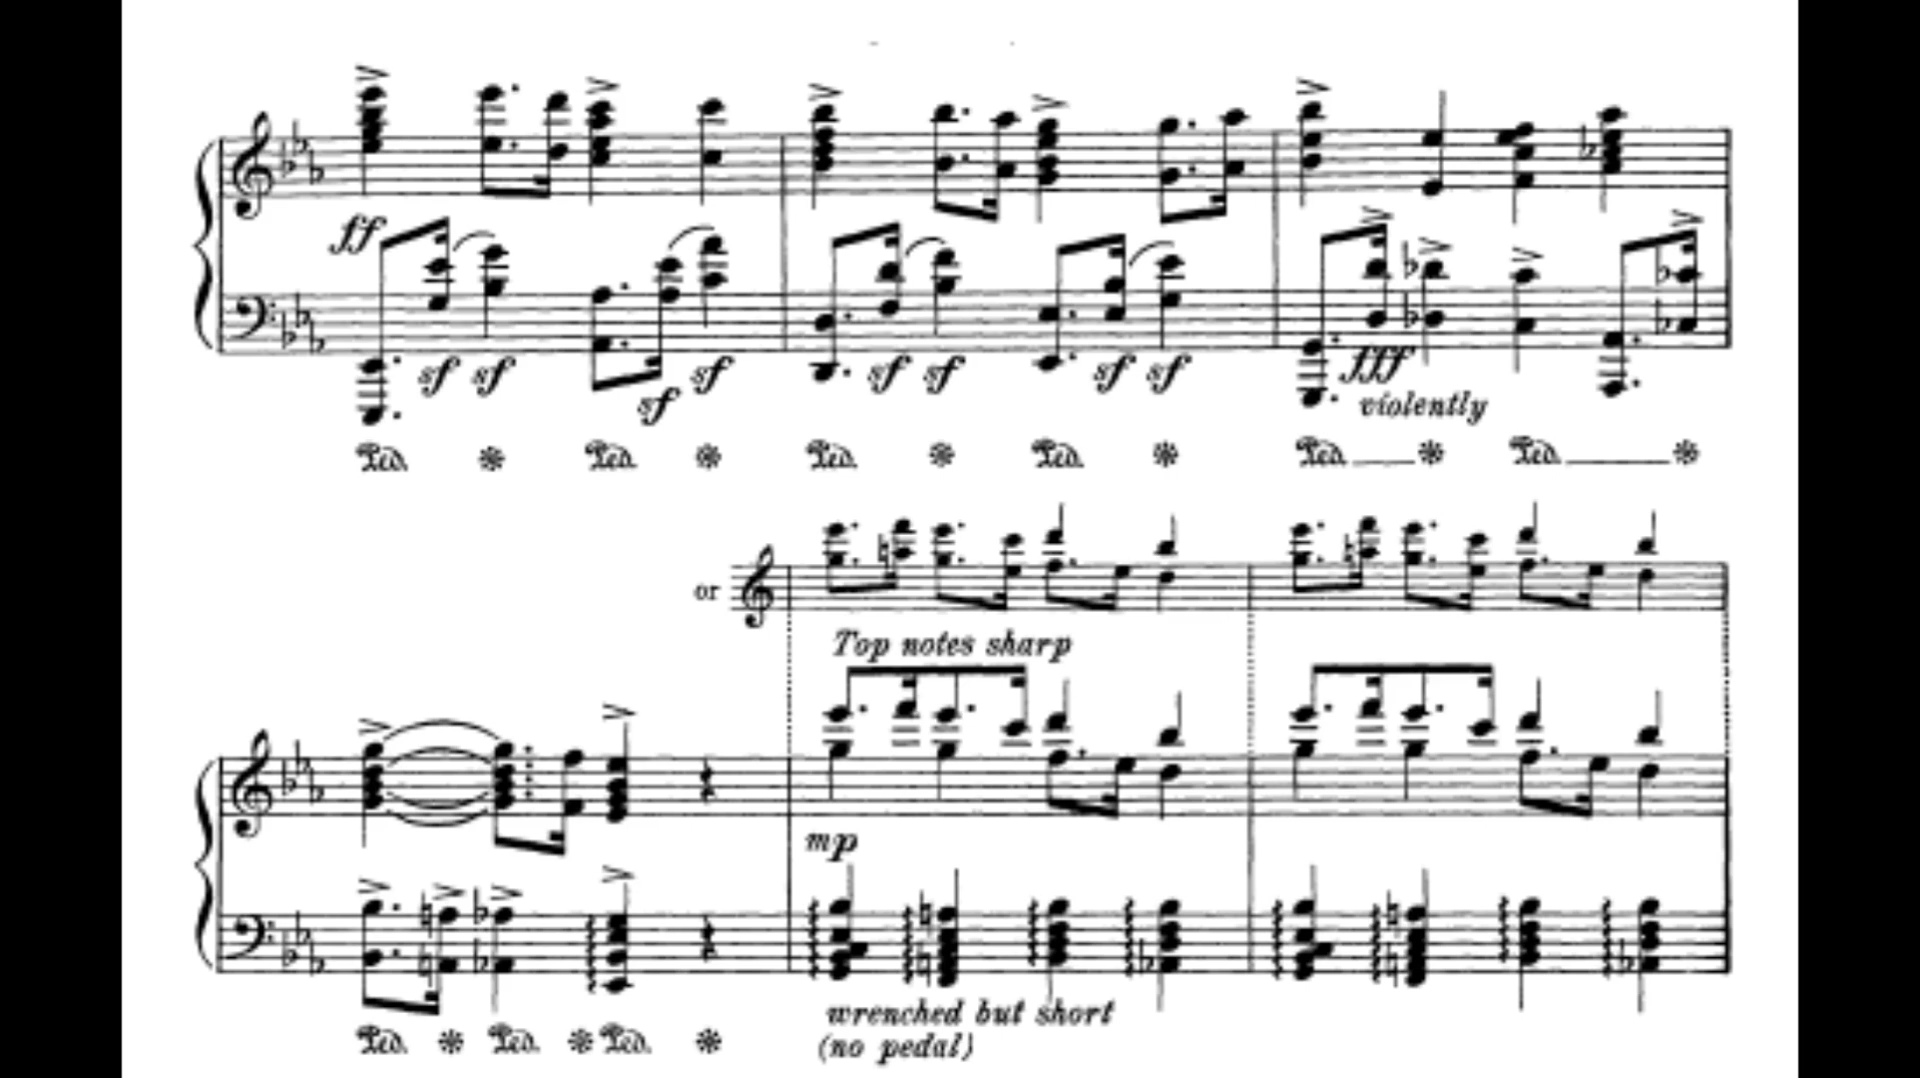 ff sf sf sf sf sf sf sf sf fff
violently
Ped. * Ped. * Ped. * Ped. * Ped. * Ped. *
or
Top notes sharp
mp
wrenched but short
Ped. * Ped. * Ped. * (no pedal)